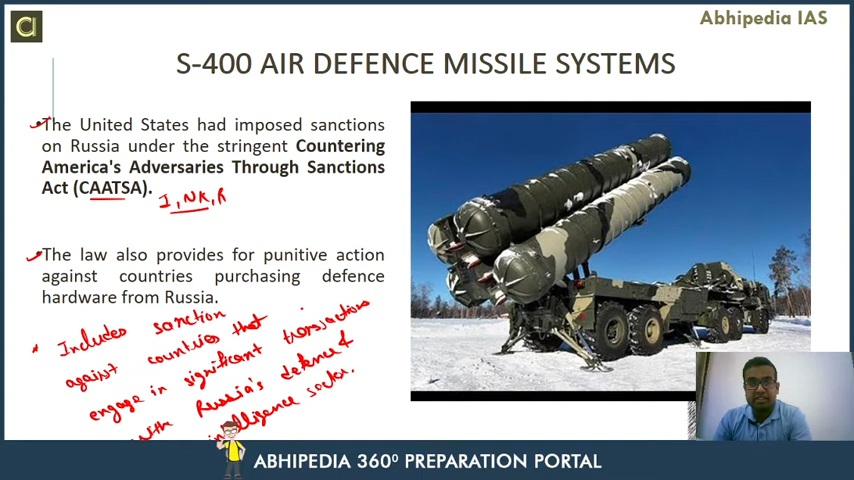 Abhipedia IAS
S-400 AIR DEFENCE MISSILE SYSTEMS
•The United States had imposed sanctions
on Russia under the stringent Countering
America's Adversaries Through Sanctions
Act (CAATSA).
I, NK, R
•The law also provides for punitive action
against countries purchasing defence
hardware from Russia.
* Includes sanction
against countries that
engage in significant transactions
with Russia's defence &
intelligence sector.
ABHIPEDIA 360⁰ PREPARATION PORTAL